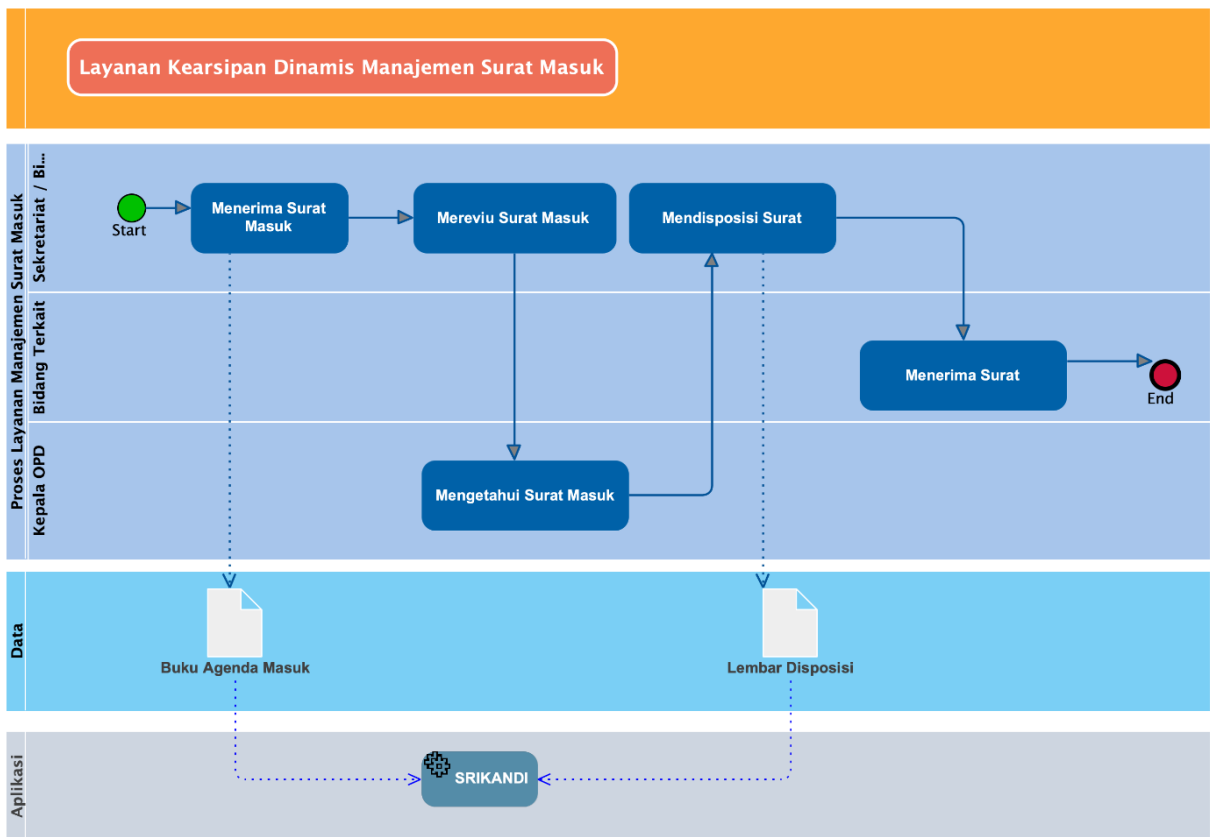 Layanan Kearsipan Dinamis Manajemen Surat Masuk
Proses Layanan Manajemen Surat Masuk
Sekretariat / Bi...
Start
Menerima Surat
Masuk
Mereviu Surat Masuk
Mendisposisi Surat
Bidang Terkait
Menerima Surat
End
Kepala OPD
Mengetahui Surat Masuk
Data
Buku Agenda Masuk
Lembar Disposisi
Aplikasi
SRIKANDI